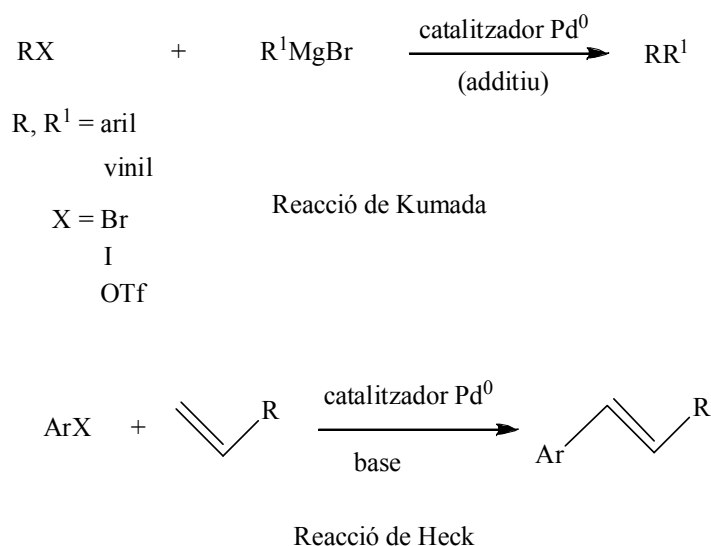 RX + R¹MgBr catalitzador Pd⁰ RR¹
(additiu)
R, R¹ = aril
vinil
X = Br
Reacció de Kumada
I
OTf
ArX + R catalitzador Pd⁰ Ar R
base
Reacció de Heck